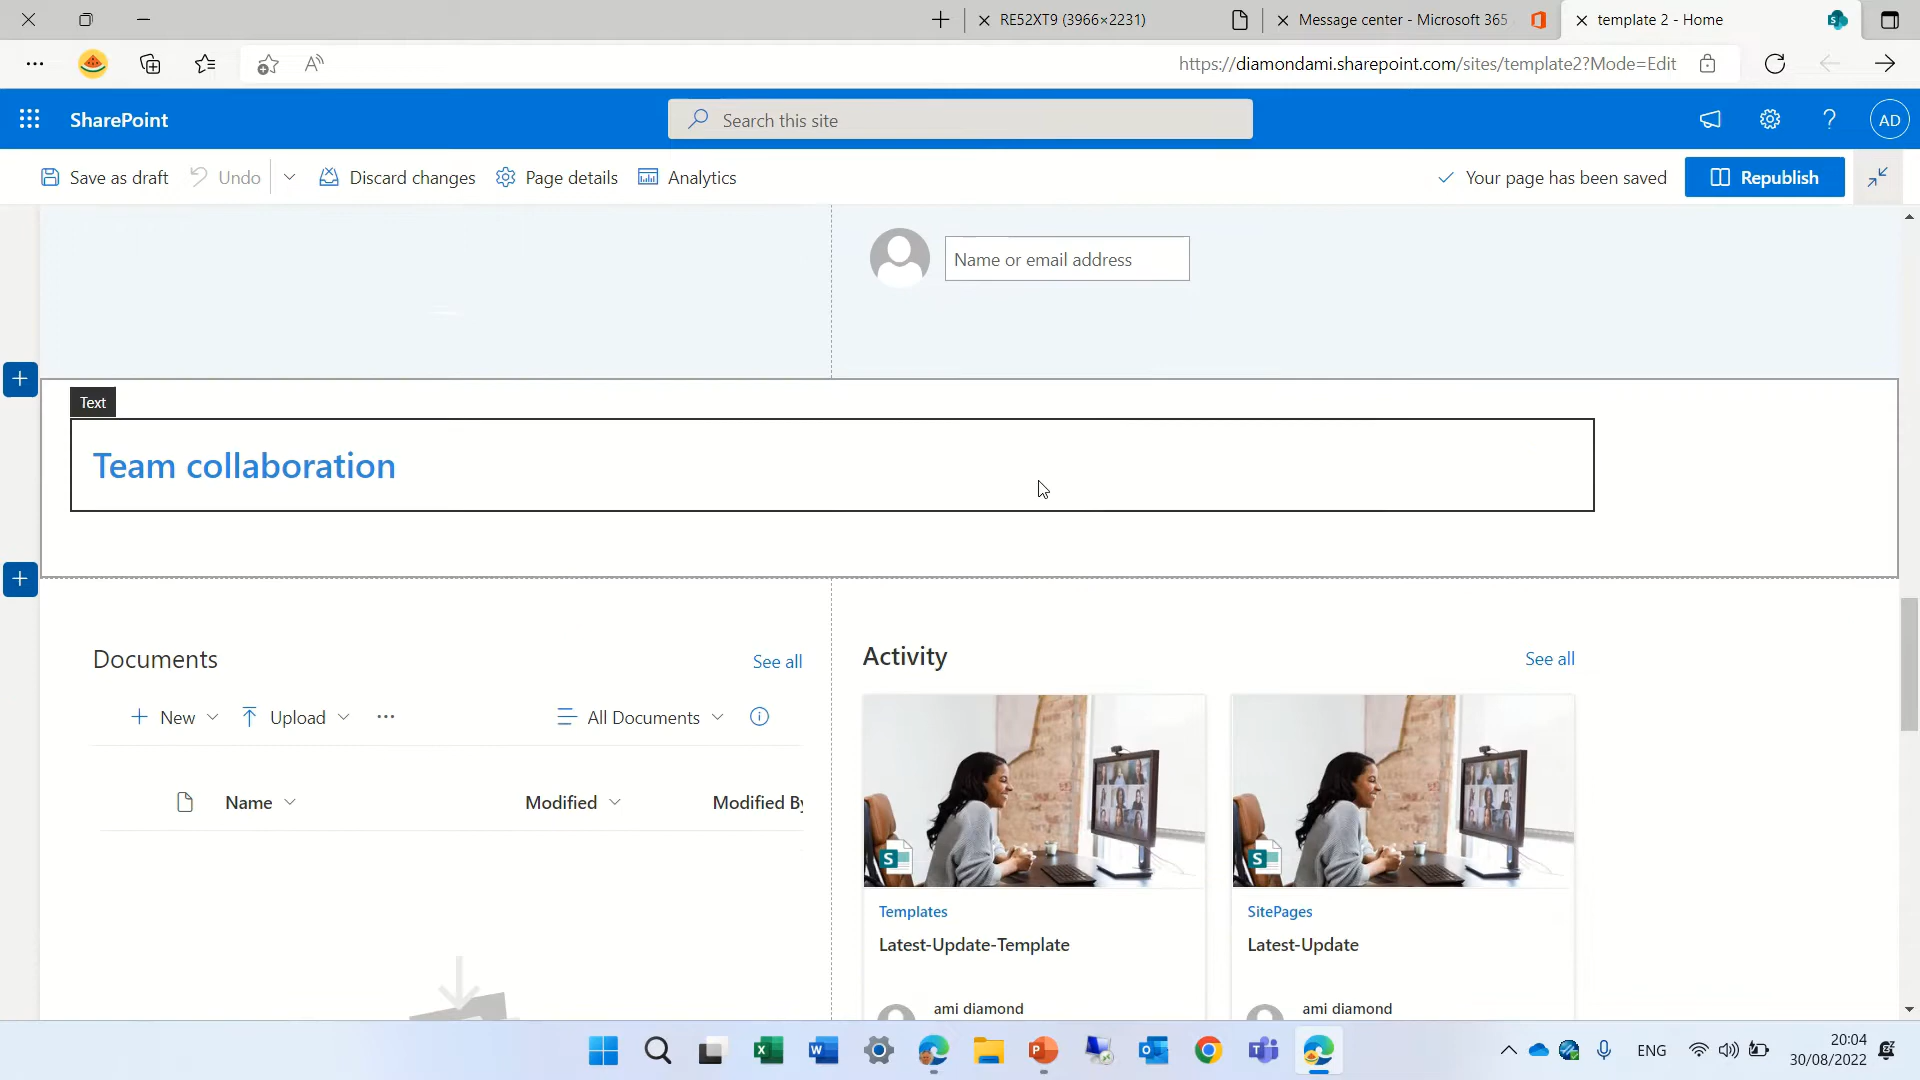 RE52XT9 (3966×2231)
Message center - Microsoft 365
template 2 - Home
https://diamondami.sharepoint.com/sites/template2?Mode=Edit
SharePoint
Search this site
AD
Save as draft
Undo
Discard changes
Page details
Analytics
Your page has been saved
Republish
Name or email address
Text
Team collaboration
Documents
See all
Activity
See all
New
Upload
All Documents
Name
Modified
Modified By
Templates
Latest-Update-Template
ami diamond
SitePages
Latest-Update
ami diamond
ENG
20:04
30/08/2022